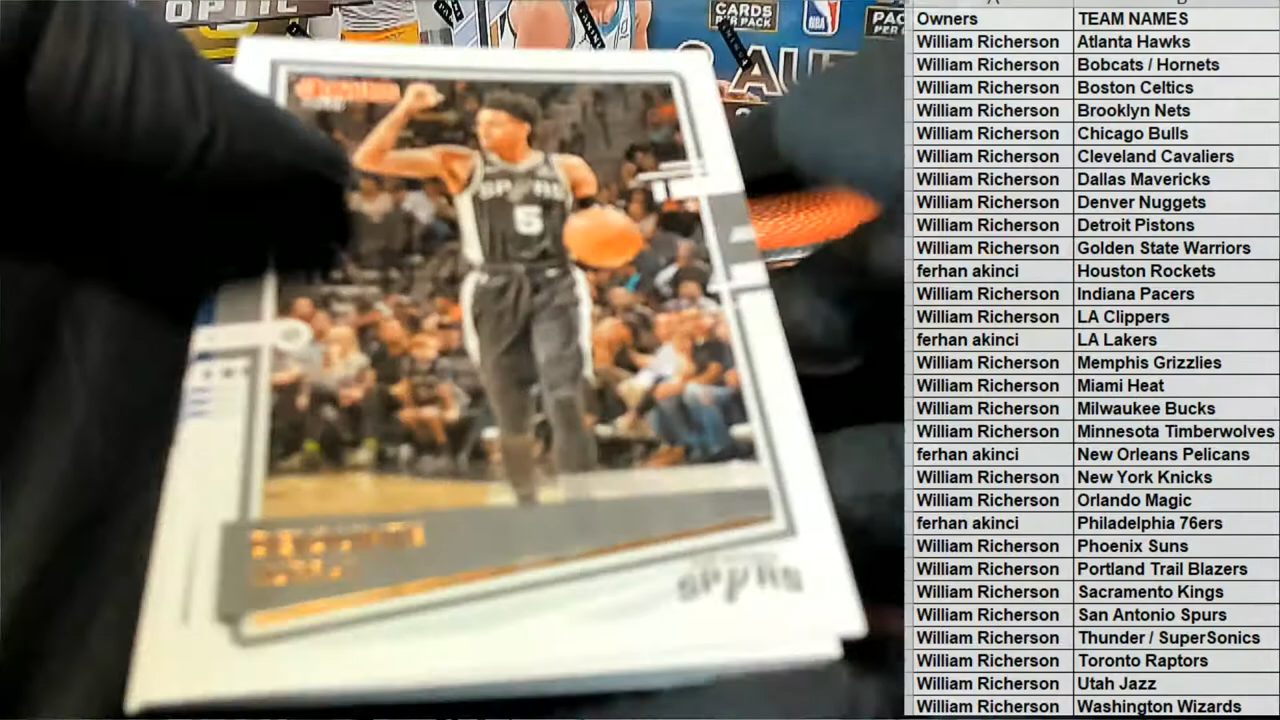 OPTIC
CARDS
PER PACK
NBA
PAC
PER
AU
SPURS
5
SPURS
Owners TEAM NAMES
William Richerson Atlanta Hawks
William Richerson Bobcats / Hornets
William Richerson Boston Celtics
William Richerson Brooklyn Nets
William Richerson Chicago Bulls
William Richerson Cleveland Cavaliers
William Richerson Dallas Mavericks
William Richerson Denver Nuggets
William Richerson Detroit Pistons
William Richerson Golden State Warriors
ferhan akinci Houston Rockets
William Richerson Indiana Pacers
William Richerson LA Clippers
ferhan akinci LA Lakers
William Richerson Memphis Grizzlies
William Richerson Miami Heat
William Richerson Milwaukee Bucks
William Richerson Minnesota Timberwolves
ferhan akinci New Orleans Pelicans
William Richerson New York Knicks
William Richerson Orlando Magic
ferhan akinci Philadelphia 76ers
William Richerson Phoenix Suns
William Richerson Portland Trail Blazers
William Richerson Sacramento Kings
William Richerson San Antonio Spurs
William Richerson Thunder / SuperSonics
William Richerson Toronto Raptors
William Richerson Utah Jazz
William Richerson Washington Wizards